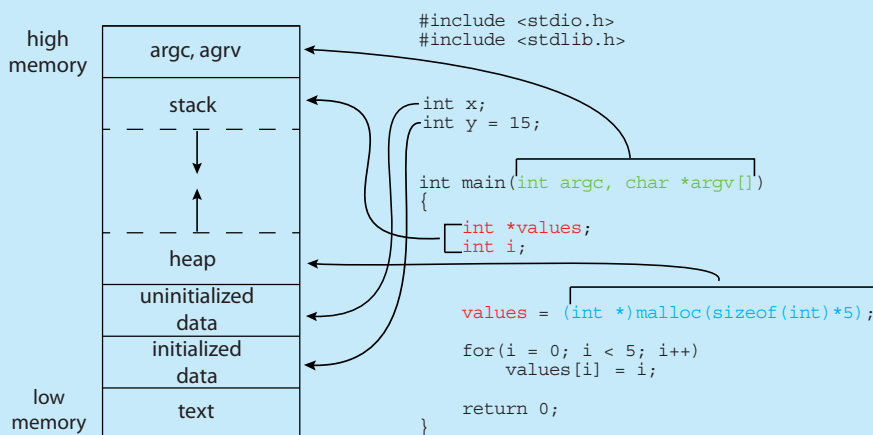 high
memory
argc, agrv
stack
heap
uninitialized
data
initialized
data
low
memory
text
#include <stdio.h>
#include <stdlib.h>
int x;
int y = 15;
int main(int argc, char *argv[])
{
int *values;
int i;
values = (int *)malloc(sizeof(int)*5);
for(i = 0; i < 5; i++)
values[i] = i;
return 0;
}